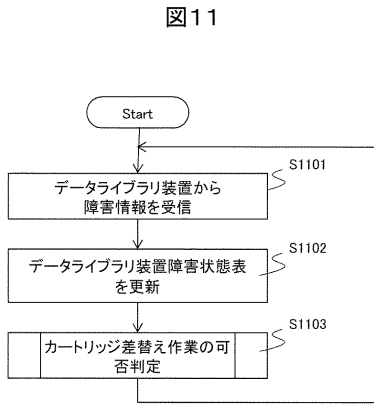 図11
Start
S1101
データライブラリ装置から
障害情報を受信
S1102
データライブラリ装置障害状態表
を更新
S1103
カートリッジ差替え作業の可
否判定